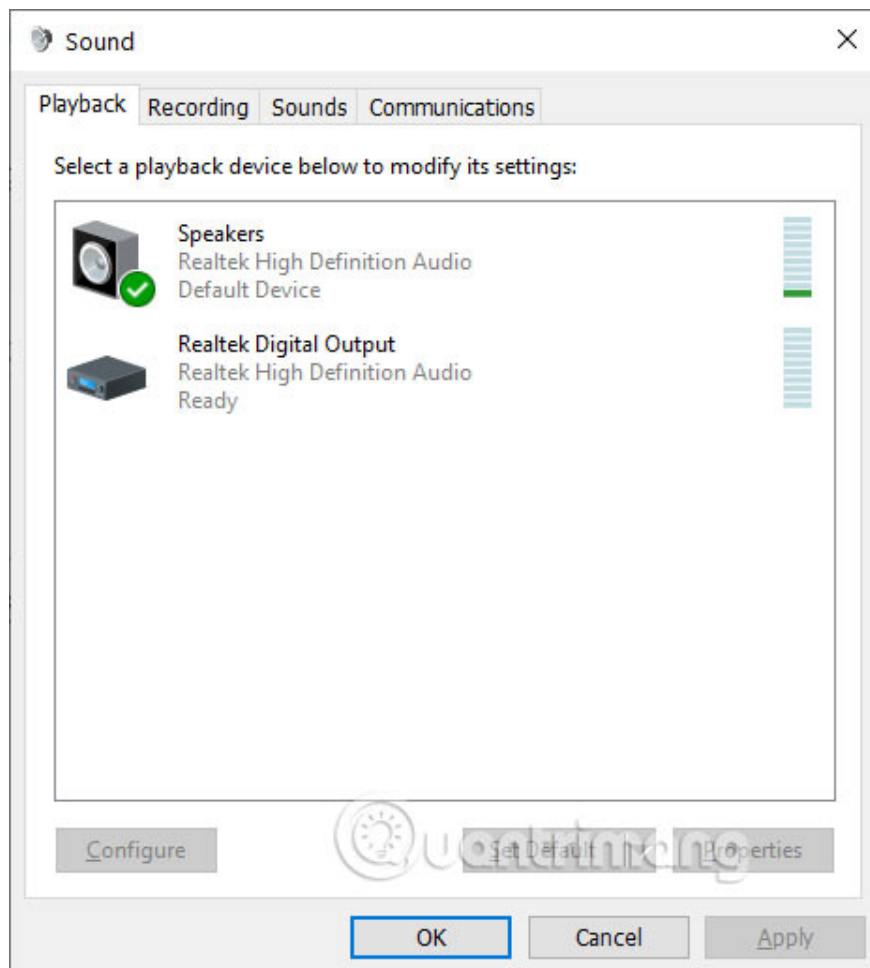 Sound
Playback Recording Sounds Communications
Select a playback device below to modify its settings:
Speakers
Realtek High Definition Audio
Default Device
Realtek Digital Output
Realtek High Definition Audio
Ready
Configure Set Default Properties
Quantrimang
OK Cancel Apply